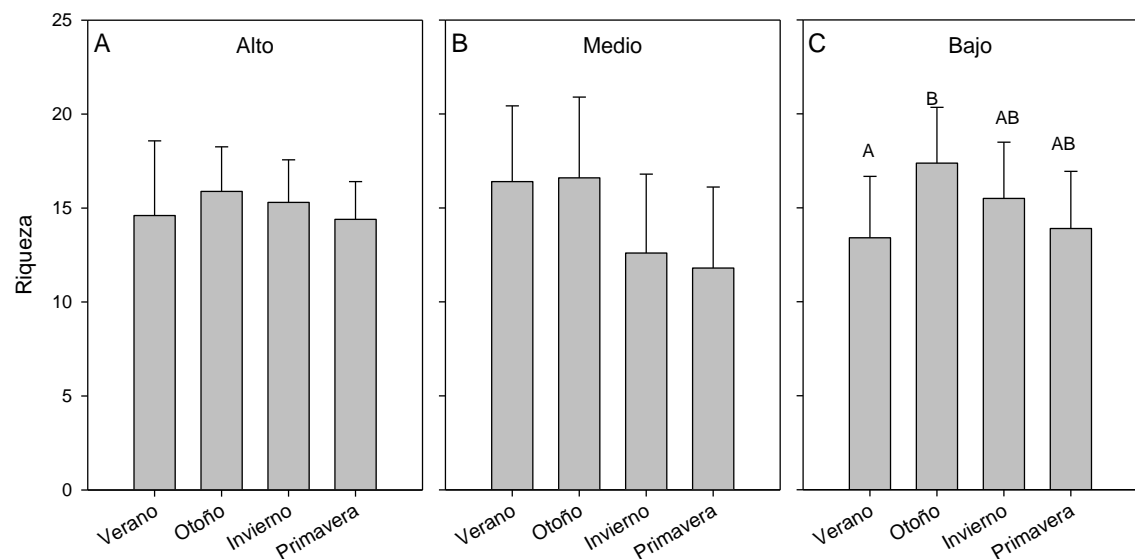 A
Alto
B
Medio
C
Bajo
Riqueza
25
20
15
10
5
0
A
B
AB
AB
Verano
Otoño
Invierno
Primavera
Verano
Otoño
Invierno
Primavera
Verano
Otoño
Invierno
Primavera